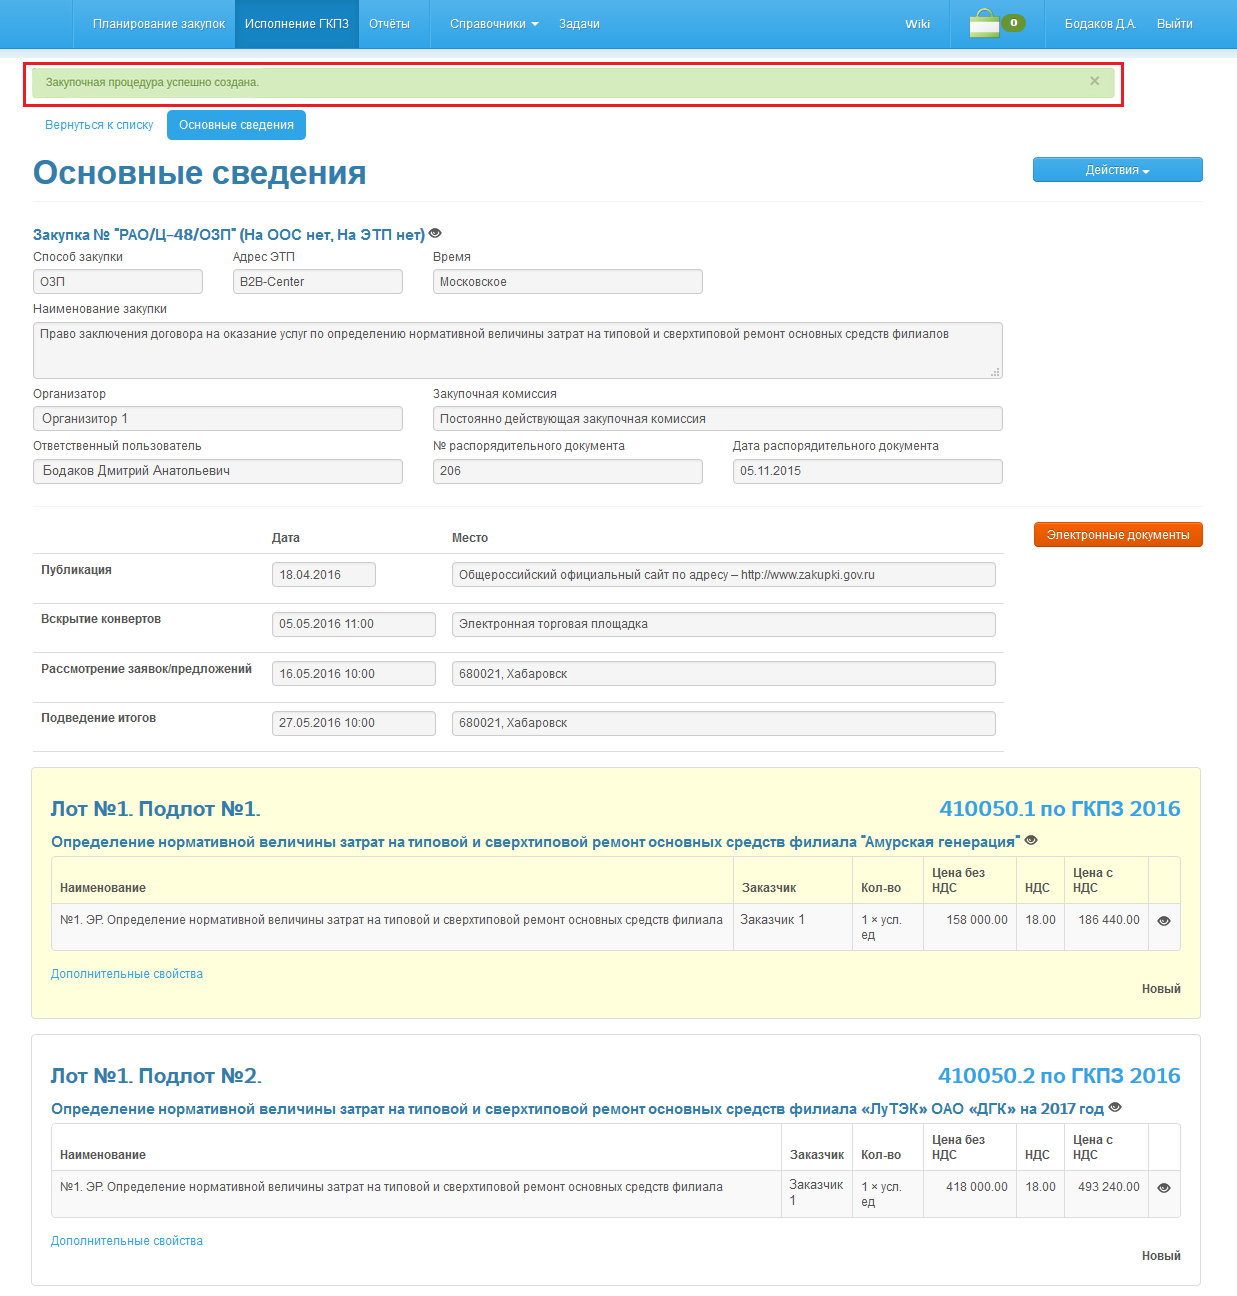 Планирование закупок Исполнение ГКПЗ Отчёты Справочники Задачи Wiki 0 Бодаков Д.А. Выйти
Закупочная процедура успешно создана. ×
Вернуться к списку Основные сведения
Основные сведения
Действия
Закупка № "РАО/Ц-48/ОЗП" (На ООС нет, На ЭТП нет)
Способ закупки Адрес ЭТП Время
ОЗП B2B-Center Московское
Наименование закупки
Право заключения договора на оказание услуг по определению нормативной величины затрат на типовой и сверхтиповой ремонт основных средств филиалов
Организатор Закупочная комиссия
Организитор 1 Постоянно действующая закупочная комиссия
Ответственный пользователь № распорядительного документа Дата распорядительного документа
Бодаков Дмитрий Анатольевич 206 05.11.2015
Дата Место Электронные документы
Публикация 18.04.2016 Общероссийский официальный сайт по адресу – http://www.zakupki.gov.ru
Вскрытие конвертов 05.05.2016 11:00 Электронная торговая площадка
Рассмотрение заявок/предложений 16.05.2016 10:00 680021, Хабаровск
Подведение итогов 27.05.2016 10:00 680021, Хабаровск
Лот №1. Подлот №1. 410050.1 по ГКПЗ 2016
Определение нормативной величины затрат на типовой и сверхтиповой ремонт основных средств филиала "Амурская генерация"
Наименование Заказчик Кол-во Цена без НДС НДС Цена с НДС
№1. ЭР. Определение нормативной величины затрат на типовой и сверхтиповой ремонт основных средств филиала Заказчик 1 1 × усл. ед 158 000.00 18.00 186 440.00
Дополнительные свойства
Новый
Лот №1. Подлот №2. 410050.2 по ГКПЗ 2016
Определение нормативной величины затрат на типовой и сверхтиповой ремонт основных средств филиала «ЛуТЭК» ОАО «ДГК» на 2017 год
Наименование Заказчик Кол-во Цена без НДС НДС Цена с НДС
№1. ЭР. Определение нормативной величины затрат на типовой и сверхтиповой ремонт основных средств филиала Заказчик 1 1 × усл. ед 418 000.00 18.00 493 240.00
Дополнительные свойства
Новый